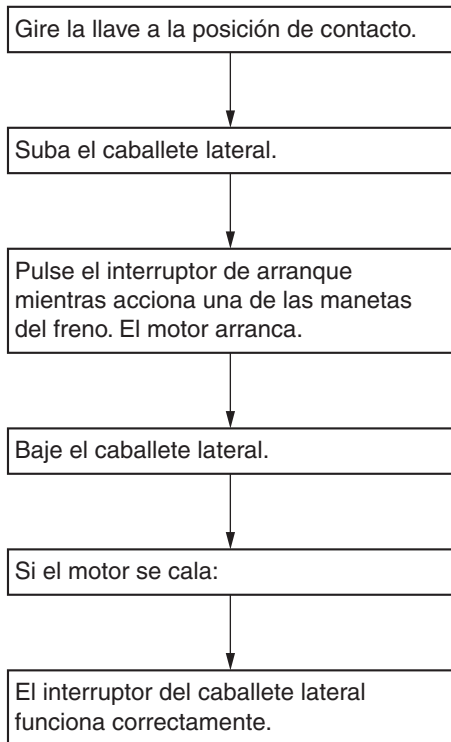 Gire la llave a la posición de contacto.
Suba el caballete lateral.
Pulse el interruptor de arranque
mientras acciona una de las manetas
del freno. El motor arranca.
Baje el caballete lateral.
Si el motor se cala:
El interruptor del caballete lateral
funciona correctamente.